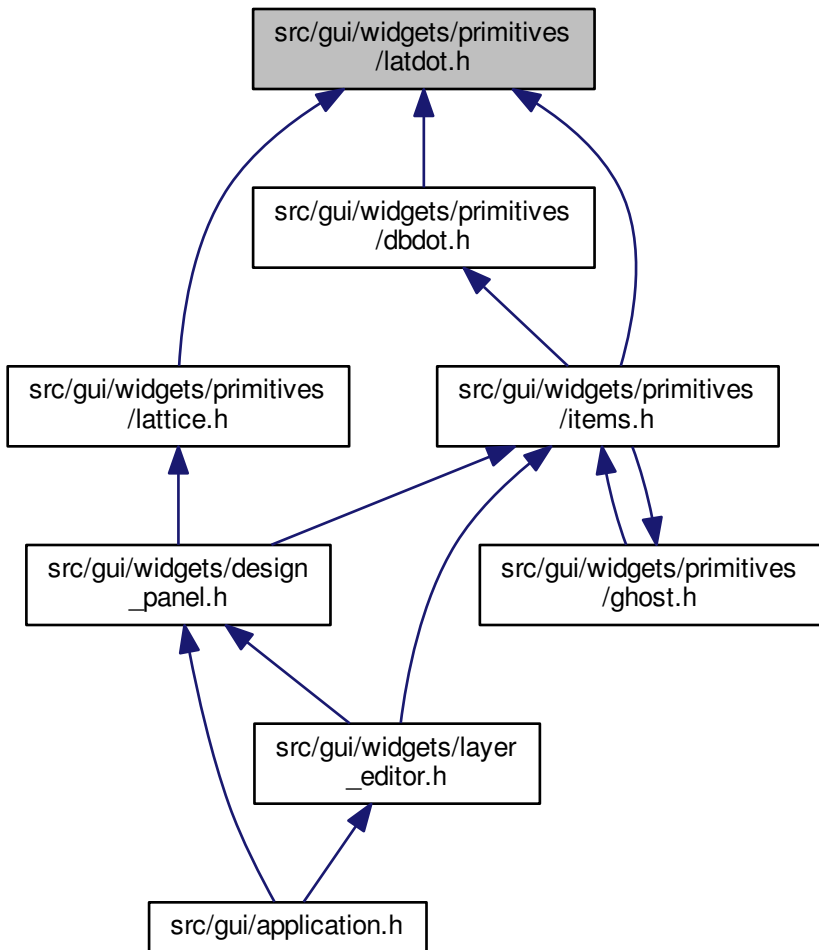 src/gui/widgets/primitives
/latdot.h
src/gui/widgets/primitives
/dbdot.h
src/gui/widgets/primitives
/lattice.h
src/gui/widgets/primitives
/items.h
src/gui/widgets/design
_panel.h
src/gui/widgets/primitives
/ghost.h
src/gui/widgets/layer
_editor.h
src/gui/application.h